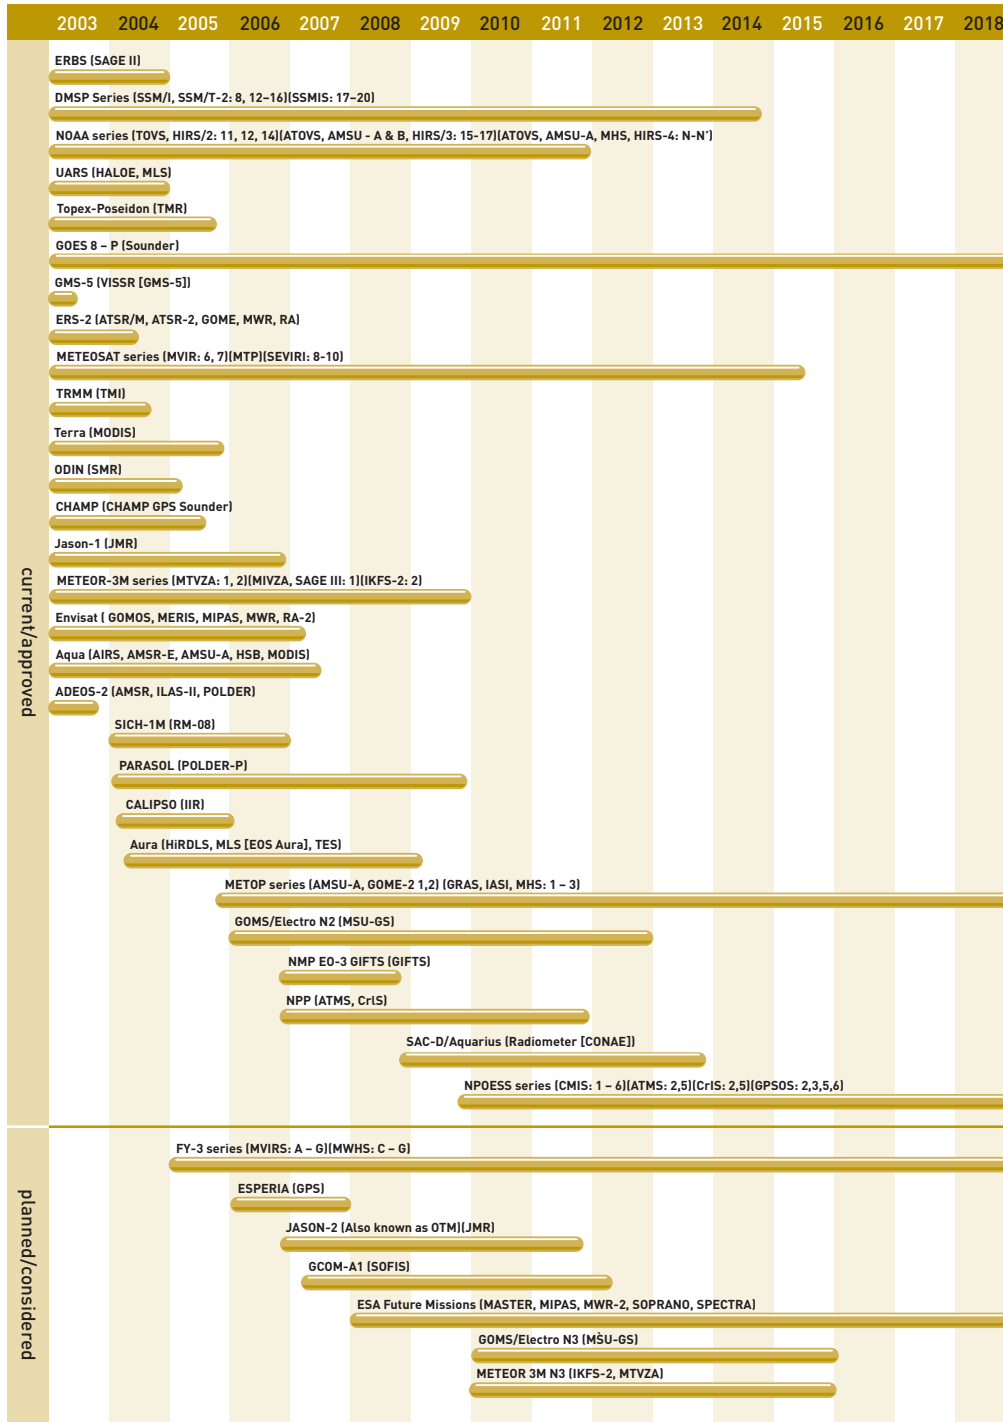 2003 2004 2005 2006 2007 2008 2009 2010 2011 2012 2013 2014 2015 2016 2017 2018
current/approved
ERBS (SAGE II)
DMSP Series (SSM/I, SSM/T-2: 8, 12–16)(SSMIS: 17–20)
NOAA series (TOVS, HIRS/2: 11, 12, 14)(ATOVS, AMSU - A & B, HIRS/3: 15-17)(ATOVS, AMSU-A, MHS, HIRS-4: N-N’)
UARS (HALOE, MLS)
Topex-Poseidon (TMR)
GOES 8 – P (Sounder)
GMS-5 (VISSR [GMS-5])
ERS-2 (ATSR/M, ATSR-2, GOME, MWR, RA)
METEOSAT series (MVIR: 6, 7)(MTP)(SEVIRI: 8-10)
TRMM (TMI)
Terra (MODIS)
ODIN (SMR)
CHAMP (CHAMP GPS Sounder)
Jason-1 (JMR)
METEOR-3M series (MTVZA: 1, 2)(MIVZA, SAGE III: 1)(IKFS-2: 2)
Envisat ( GOMOS, MERIS, MIPAS, MWR, RA-2)
Aqua (AIRS, AMSR-E, AMSU-A, HSB, MODIS)
ADEOS-2 (AMSR, ILAS-II, POLDER)
SICH-1M (RM-08)
PARASOL (POLDER-P)
CALIPSO (IIR)
Aura (HiRDLS, MLS [EOS Aura], TES)
METOP series (AMSU-A, GOME-2 1,2) (GRAS, IASI, MHS: 1 – 3)
GOMS/Electro N2 (MSU-GS)
NMP EO-3 GIFTS (GIFTS)
NPP (ATMS, CrlS)
SAC-D/Aquarius (Radiometer [CONAE])
NPOESS series (CMIS: 1 – 6)(ATMS: 2,5)(CrIS: 2,5)(GPSOS: 2,3,5,6)
planned/considered
FY-3 series (MVIRS: A – G)(MWHS: C – G)
ESPERIA (GPS)
JASON-2 (Also known as OTM)(JMR)
GCOM-A1 (SOFIS)
ESA Future Missions (MASTER, MIPAS, MWR-2, SOPRANO, SPECTRA)
GOMS/Electro N3 (MSU-GS)
METEOR 3M N3 (IKFS-2, MTVZA)